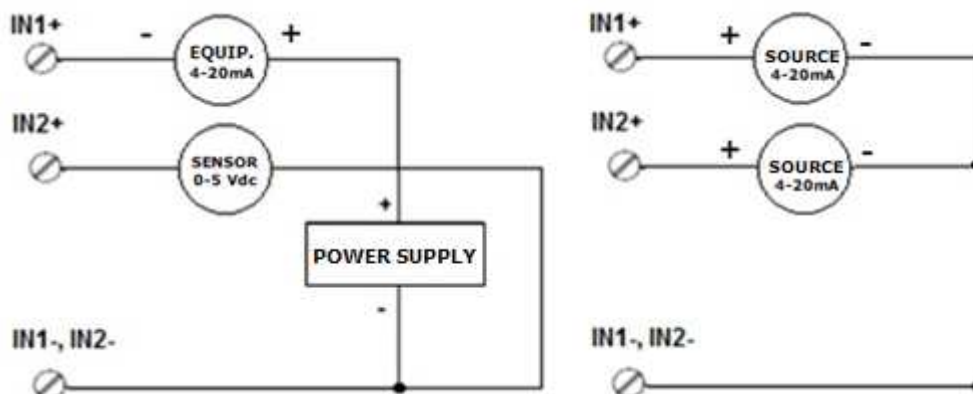 IN1+
-
+
EQUIP.
4-20mA
IN2+
SENSOR
0-5 Vdc
+
POWER SUPPLY
-
IN1-, IN2-
IN1+
+
-
SOURCE
4-20mA
IN2+
+
-
SOURCE
4-20mA
IN1-, IN2-